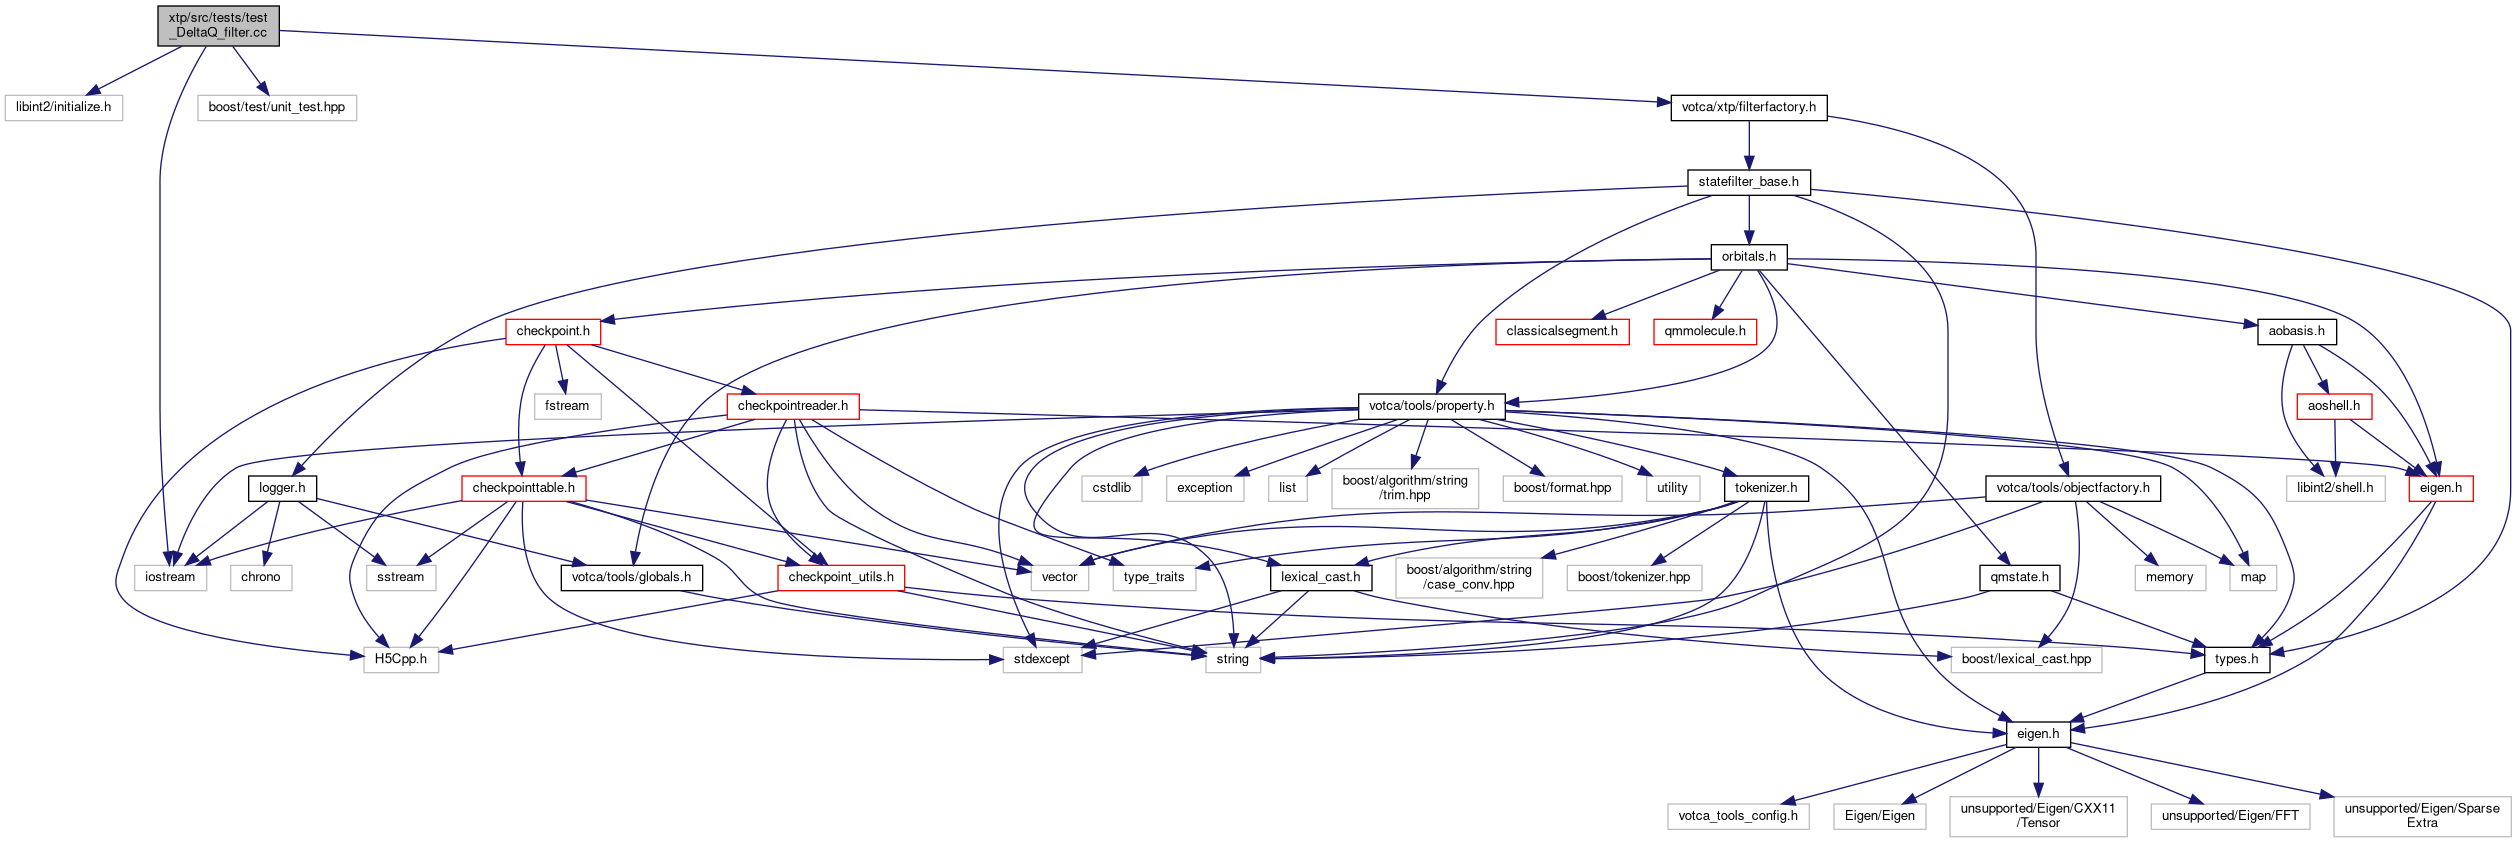 xtp/src/tests/test
_DeltaQ_filter.cc
libint2/initialize.h
boost/test/unit_test.hpp
votca/xtp/filterfactory.h
statefilter_base.h
orbitals.h
checkpoint.h
classicalsegment.h
qmmolecule.h
aobasis.h
fstream
checkpointreader.h
votca/tools/property.h
aoshell.h
logger.h
checkpointtable.h
cstdlib
exception
list
boost/algorithm/string
/trim.hpp
boost/format.hpp
utility
tokenizer.h
votca/tools/objectfactory.h
libint2/shell.h
eigen.h
iostream
chrono
sstream
votca/tools/globals.h
checkpoint_utils.h
vector
type_traits
lexical_cast.h
boost/algorithm/string
/case_conv.hpp
boost/tokenizer.hpp
qmstate.h
memory
map
H5Cpp.h
stdexcept
string
boost/lexical_cast.hpp
types.h
eigen.h
votca_tools_config.h
Eigen/Eigen
unsupported/Eigen/CXX11
/Tensor
unsupported/Eigen/FFT
unsupported/Eigen/Sparse
Extra